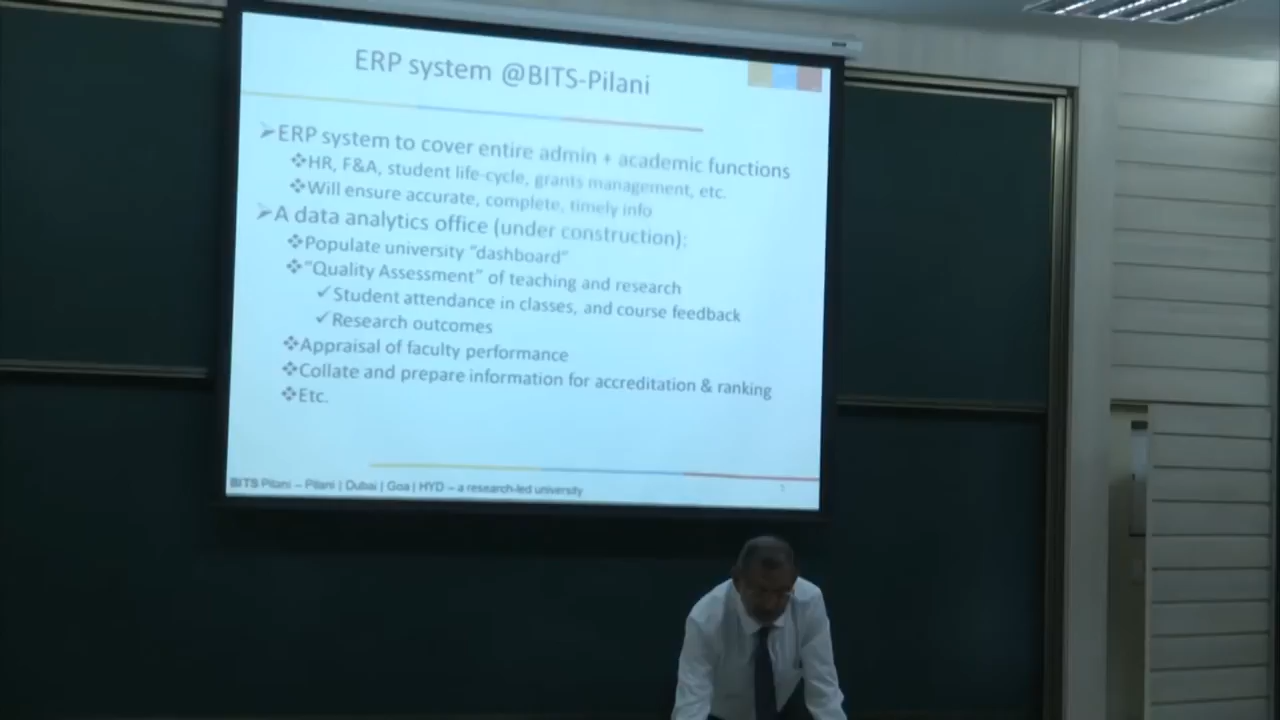 ERP system @BITS-Pilani
➢ERP system to cover entire admin + academic functions
❖HR, F&A, student life-cycle, grants management, etc.
❖Will ensure accurate, complete, timely info
➢A data analytics office (under construction):
❖Populate university "dashboard"
❖"Quality Assessment" of teaching and research
✓Student attendance in classes, and course feedback
✓Research outcomes
❖Appraisal of faculty performance
❖Collate and prepare information for accreditation & ranking
❖Etc.
BITS Pilani – Pilani | Dubai | Goa | HYD – a research-led university